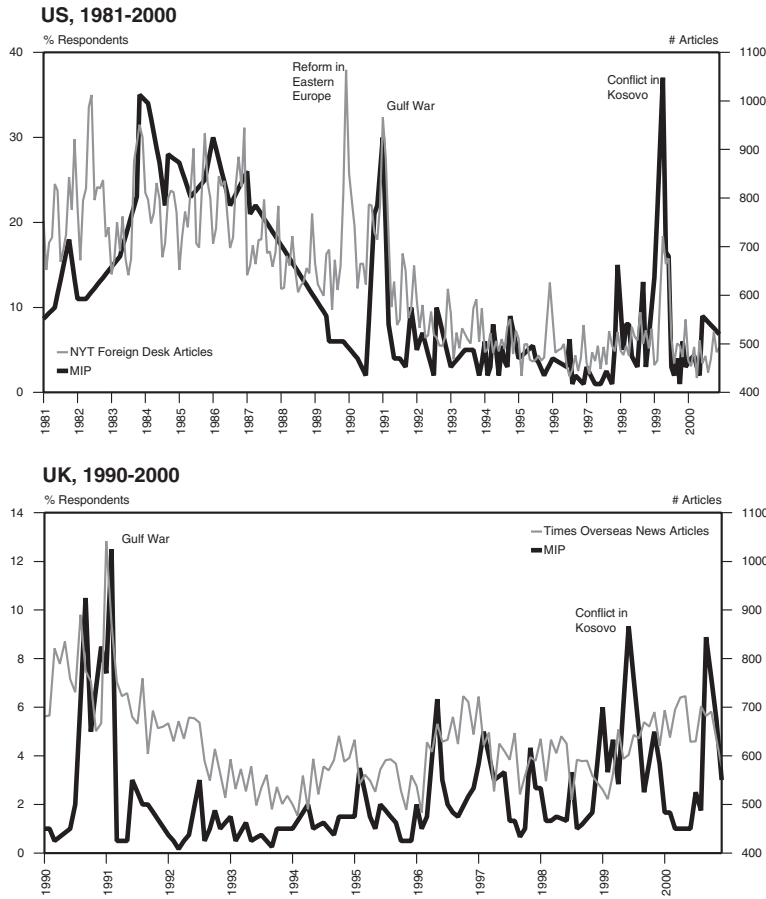 US, 1981-2000
% Respondents # Articles
40 1100
1000
30 900
800
20 700
600
10 500
0 400
Reform in
Eastern
Europe
Gulf War
Conflict in
Kosovo
NYT Foreign Desk Articles
MIP
1981 1982 1983 1984 1985 1986 1987 1988 1989 1990 1991 1992 1993 1994 1995 1996 1997 1998 1999 2000
UK, 1990-2000
% Respondents # Articles
14 1100
12 1000
10 900
8 800
6 700
4 600
2 500
0 400
Gulf War
Times Overseas News Articles
MIP
Conflict in
Kosovo
1990 1991 1992 1993 1994 1995 1996 1997 1998 1999 2000